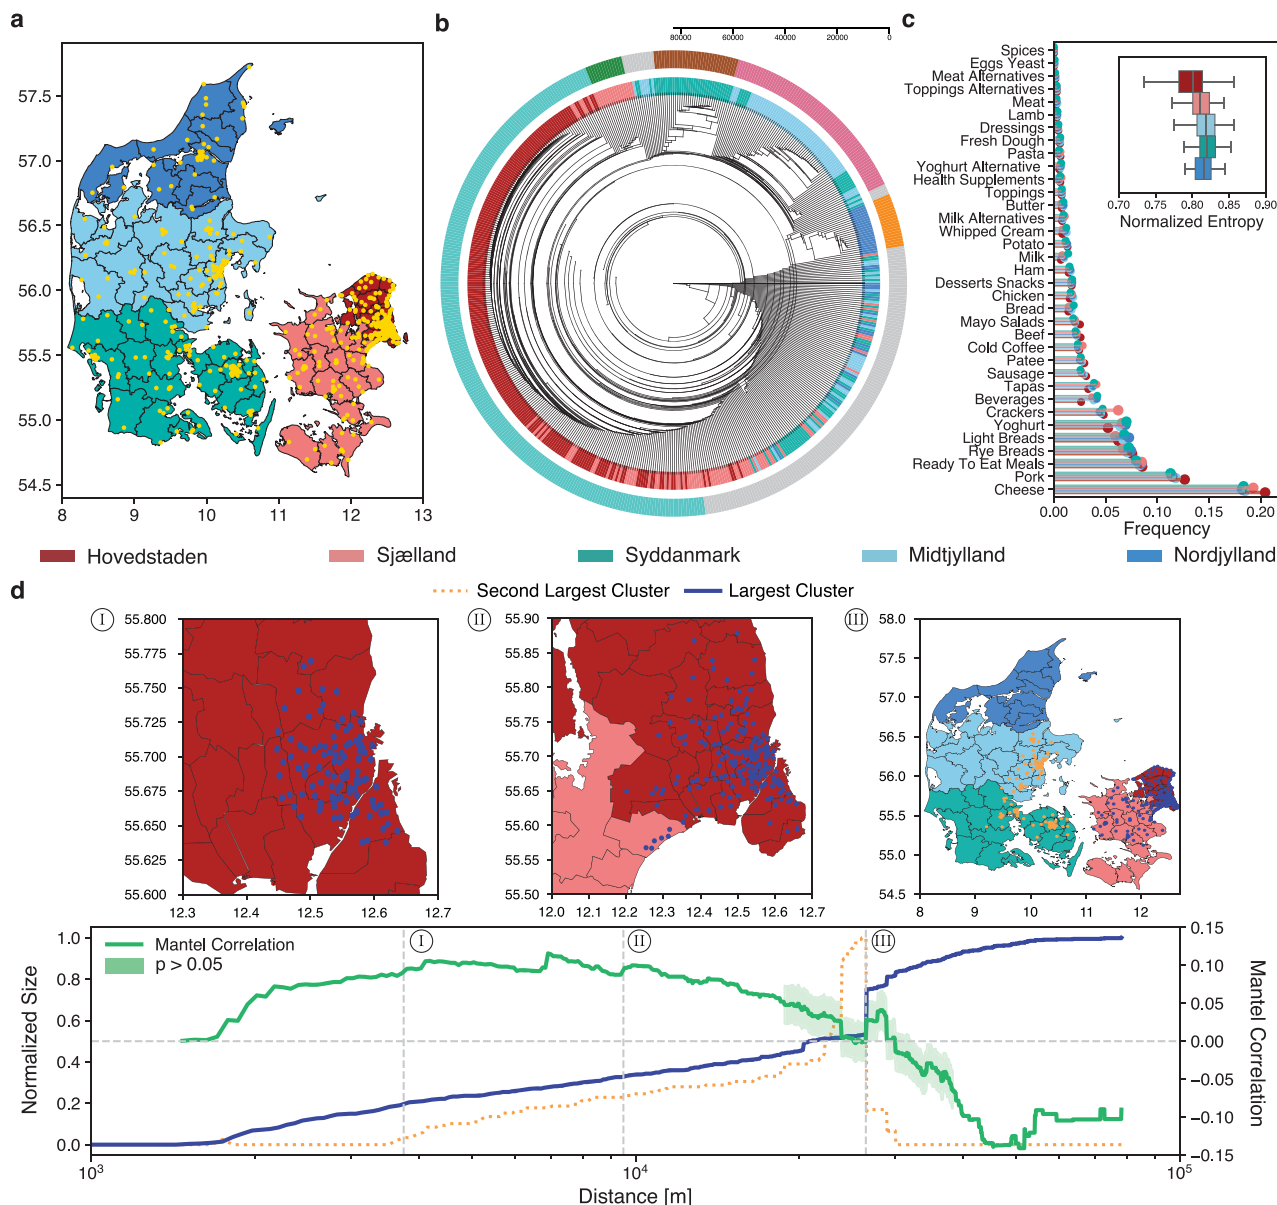 a
57.5
57.0
56.5
56.0
55.5
55.0
54.5
8 9 10 11 12 13
b
80000 60000 40000 20000 0
c
Spices
Eggs Yeast
Meat Alternatives
Toppings Alternatives
Meat
Lamb
Dressings
Fresh Dough
Pasta
Yoghurt Alternative
Health Supplements
Toppings
Butter
Milk Alternatives
Whipped Cream
Potato
Milk
Ham
Desserts Snacks
Chicken
Bread
Mayo Salads
Beef
Cold Coffee
Patee
Sausage
Tapas
Beverages
Crackers
Yoghurt
Light Breads
Rye Breads
Ready To Eat Meals
Pork
Cheese
0.00 0.05 0.10 0.15 0.20
Frequency
0.70 0.75 0.80 0.85 0.90
Normalized Entropy
Hovedstaden Sjælland Syddanmark Midtjylland Nordjylland
d
Second Largest Cluster Largest Cluster
I
55.800
55.775
55.750
55.725
55.700
55.675
55.650
55.625
55.600
12.3 12.4 12.5 12.6 12.7
II
55.90
55.85
55.80
55.75
55.70
55.65
55.60
55.55
55.50
12.0 12.1 12.2 12.3 12.4 12.5 12.6 12.7
III
58.0
57.5
57.0
56.5
56.0
55.5
55.0
54.5
8 9 10 11 12
Mantel Correlation
p > 0.05
I II III
Normalized Size
1.0
0.8
0.6
0.4
0.2
0.0
0.15
0.10
0.05
0.00
−0.05
−0.10
−0.15
Mantel Correlation
10³ 10⁴ 10⁵
Distance [m]